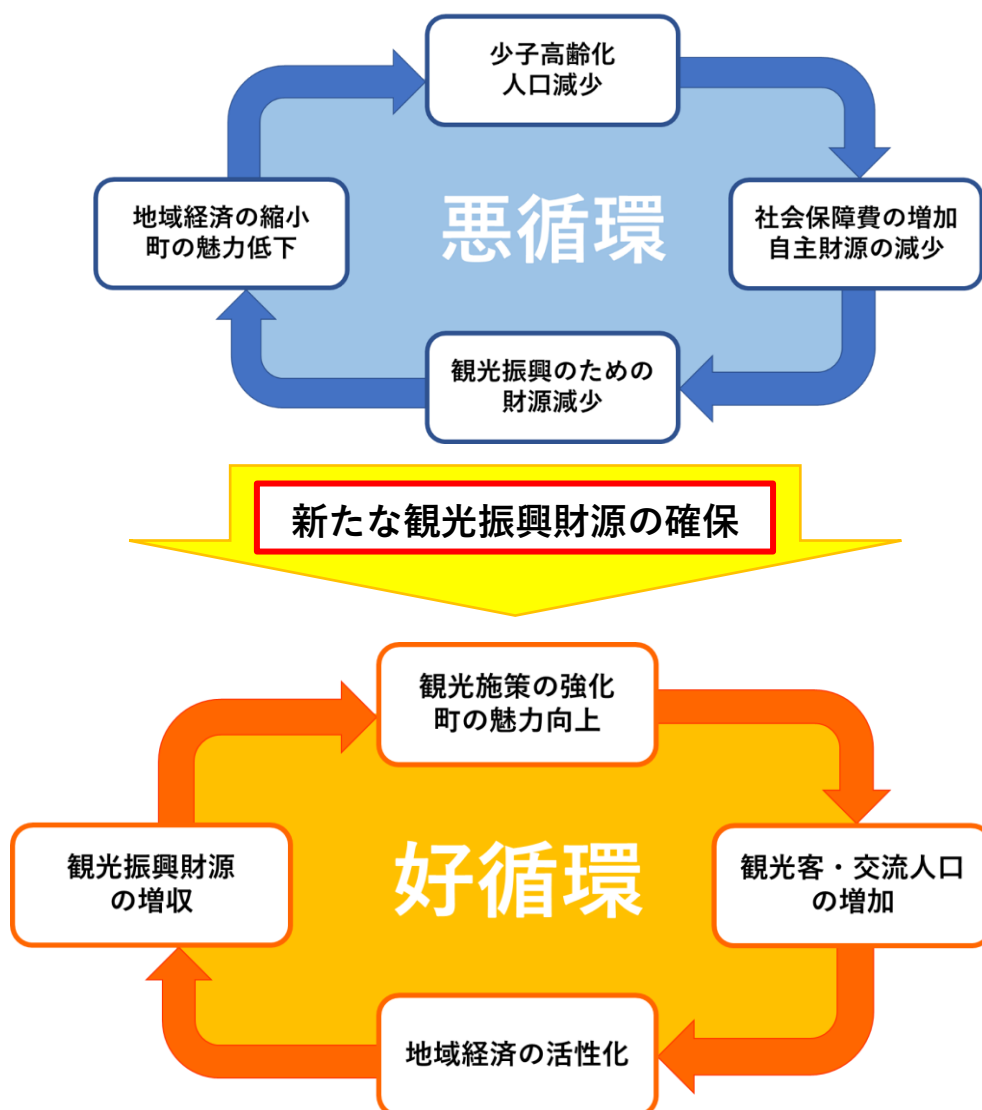 少子高齢化
人口減少
地域経済の縮小
町の魅力低下
悪循環
社会保障費の増加
自主財源の減少
観光振興のための
財源減少
新たな観光振興財源の確保
観光施策の強化
町の魅力向上
観光振興財源
の増収
好循環
観光客・交流人口
の増加
地域経済の活性化